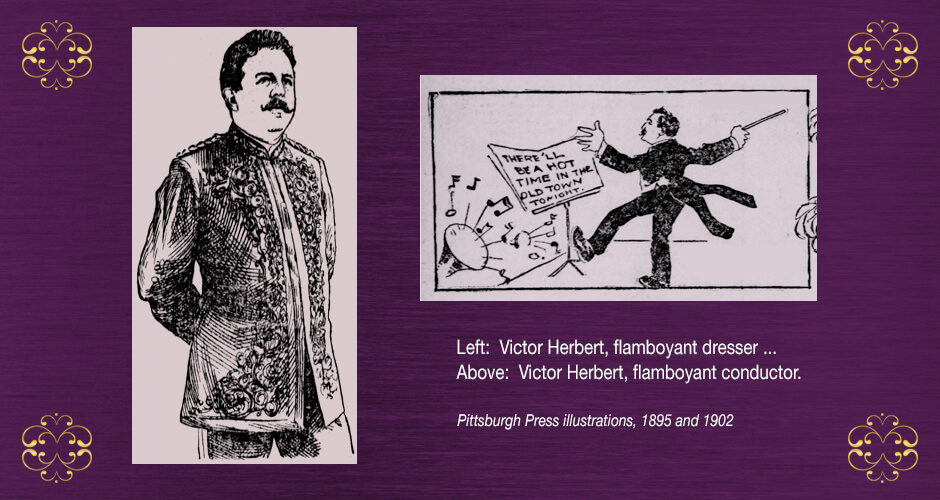 THERE'LL
BE A HOT
TIME IN THE
OLD TOWN
TONIGHT.
Left: Victor Herbert, flamboyant dresser ...
Above: Victor Herbert, flamboyant conductor.
Pittsburgh Press illustrations, 1895 and 1902